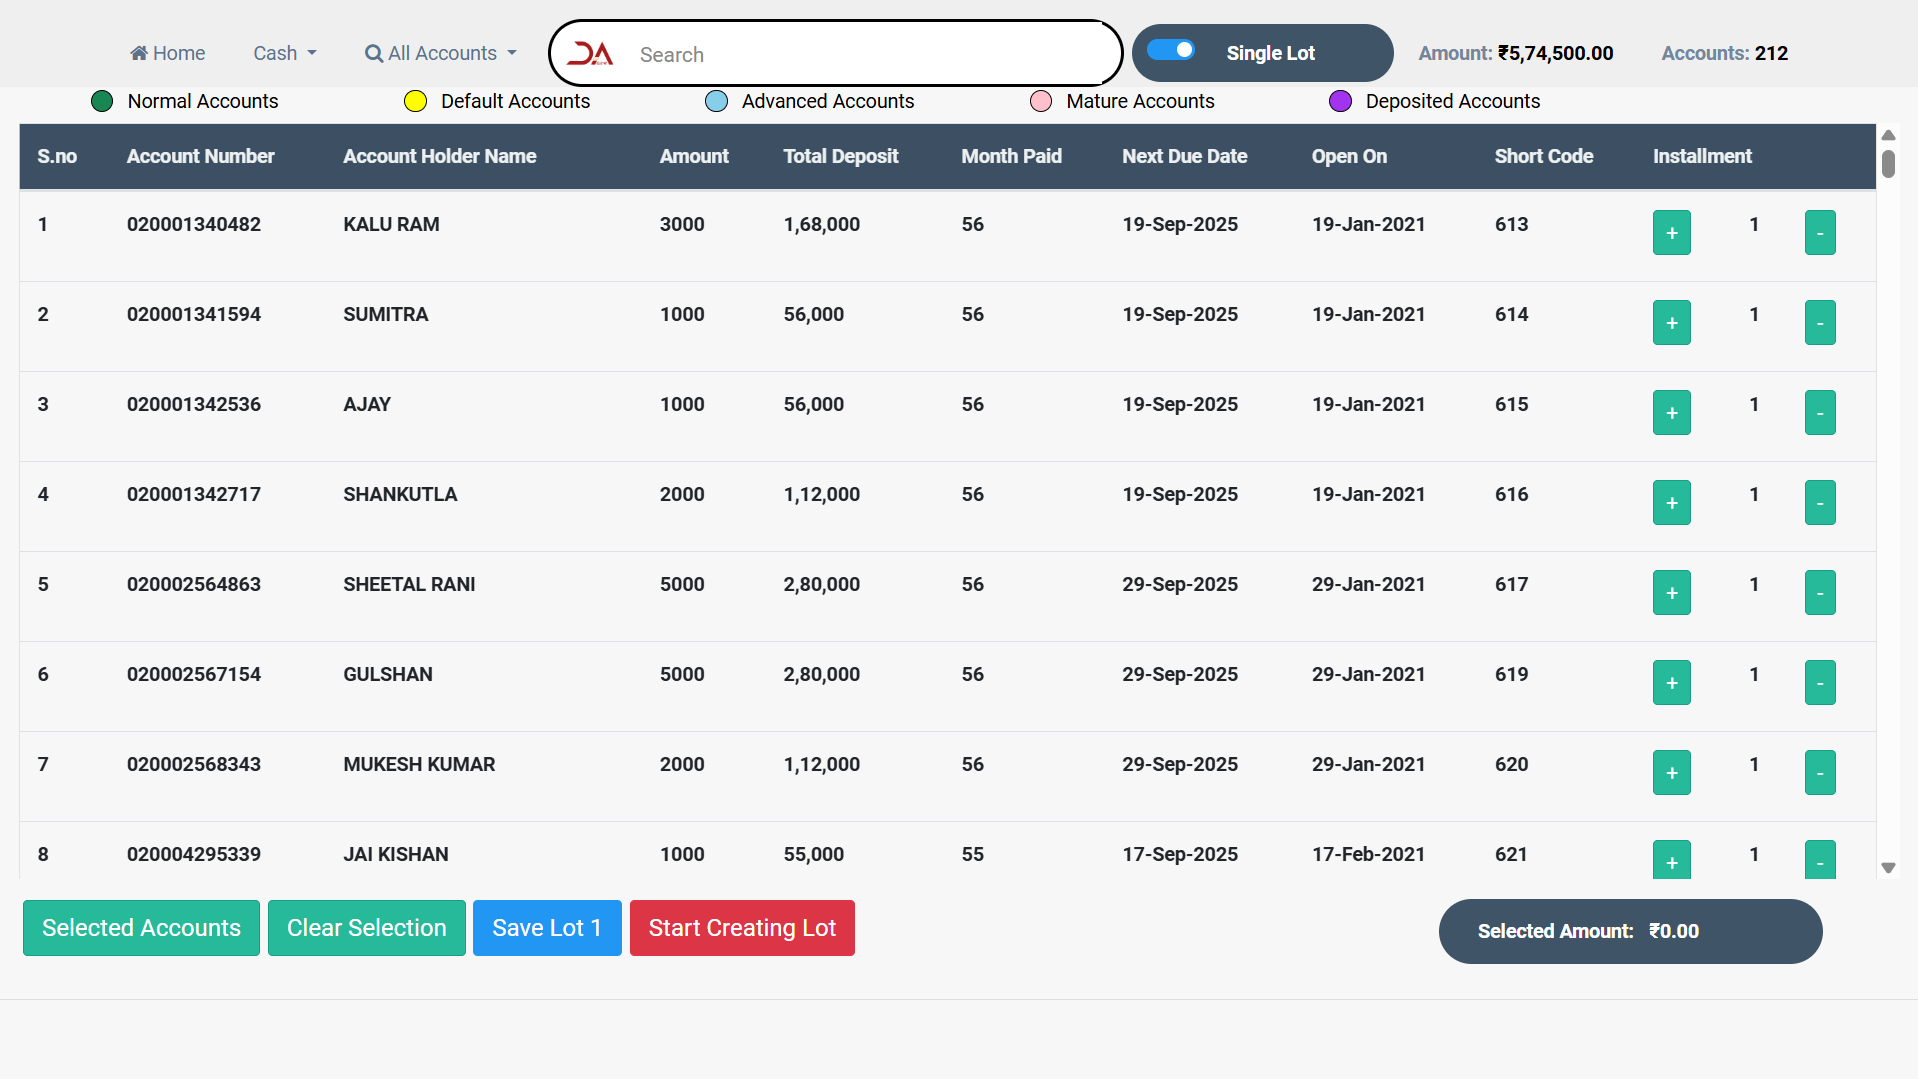 Home Cash All Accounts DA Search Single Lot Amount: ₹5,74,500.00 Accounts: 212
Normal Accounts Default Accounts Advanced Accounts Mature Accounts Deposited Accounts
S.no Account Number Account Holder Name Amount Total Deposit Month Paid Next Due Date Open On Short Code Installment
1 020001340482 KALU RAM 3000 1,68,000 56 19-Sep-2025 19-Jan-2021 613 + 1 -
2 020001341594 SUMITRA 1000 56,000 56 19-Sep-2025 19-Jan-2021 614 + 1 -
3 020001342536 AJAY 1000 56,000 56 19-Sep-2025 19-Jan-2021 615 + 1 -
4 020001342717 SHANKUTLA 2000 1,12,000 56 19-Sep-2025 19-Jan-2021 616 + 1 -
5 020002564863 SHEETAL RANI 5000 2,80,000 56 29-Sep-2025 29-Jan-2021 617 + 1 -
6 020002567154 GULSHAN 5000 2,80,000 56 29-Sep-2025 29-Jan-2021 619 + 1 -
7 020002568343 MUKESH KUMAR 2000 1,12,000 56 29-Sep-2025 29-Jan-2021 620 + 1 -
8 020004295339 JAI KISHAN 1000 55,000 55 17-Sep-2025 17-Feb-2021 621 + 1 -
Selected Accounts Clear Selection Save Lot 1 Start Creating Lot Selected Amount: ₹0.00